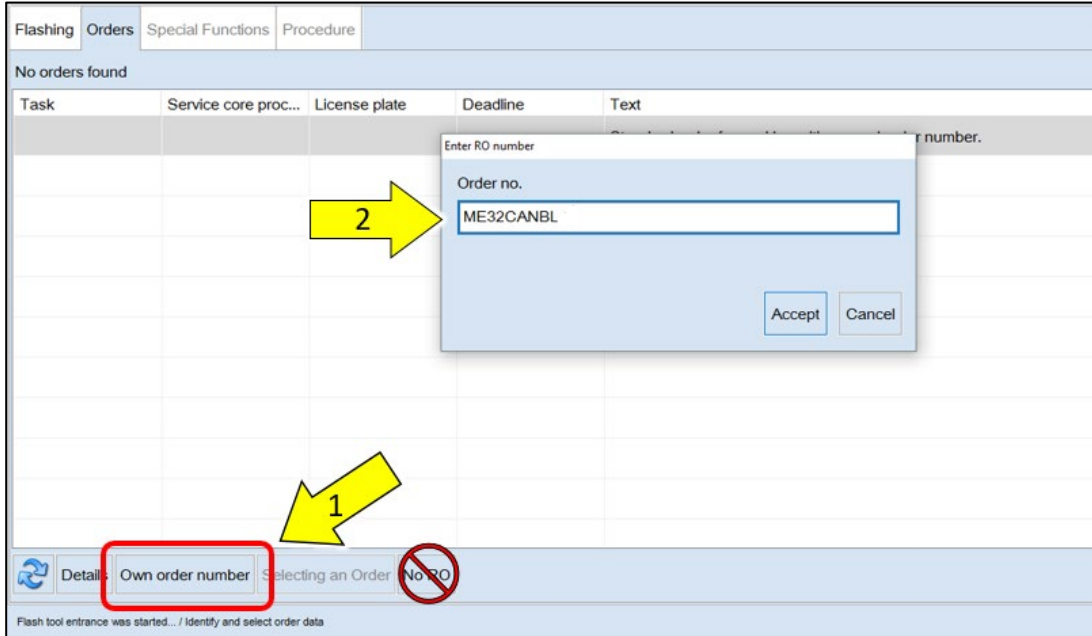 Flashing Orders Special Functions Procedure
No orders found
Task Service core proc... License plate Deadline Text
r number.
Enter RO number
Order no.
2
ME32CANBL
Accept Cancel
1
Details Own order number Selecting an Order No RO
Flash tool entrance was started... / Identify and select order data